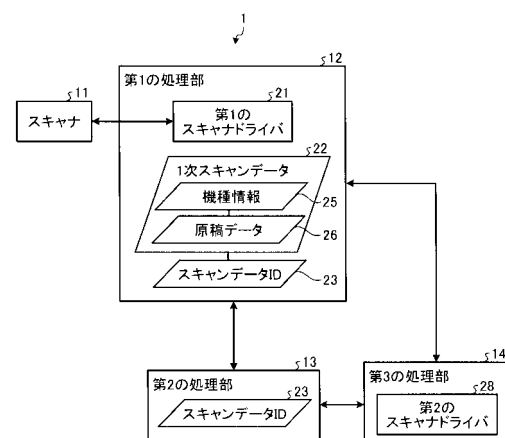 1
12
第1の処理部
11
スキャナ
21
第1の
スキャナドライバ
22
1次スキャンデータ
機種情報
25
原稿データ
26
スキャンデータID
23
13
第2の処理部
23
スキャンデータID
14
第3の処理部
28
第2の
スキャナドライバ